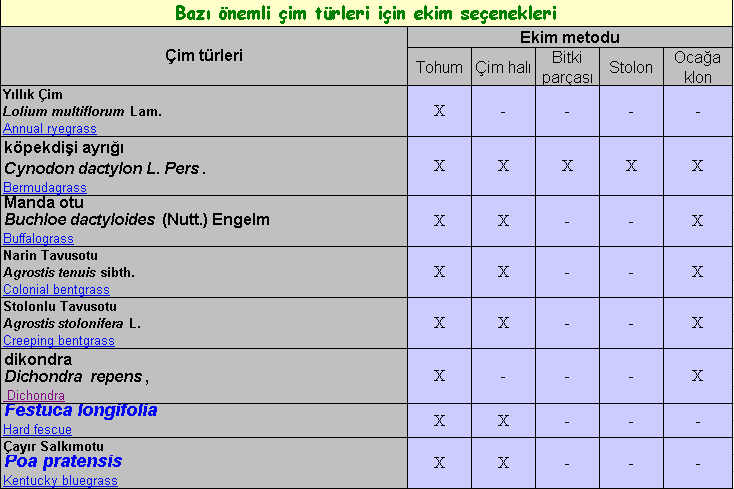 Bazı önemli çim türleri için ekim seçenekleri
Çim türleri
Ekim metodu
Tohum Çim halı Bitki parçası Stolon Ocağa klon
Yıllık Çim
Lolium multiflorum Lam.
Annual ryegrass
X - - - -
köpekdişi ayrığı
Cynodon dactylon L. Pers .
Bermudagrass
X X X X X
Manda otu
Buchloe dactyloides (Nutt.) Engelm
Buffalograss
X X - - X
Narin Tavusotu
Agrostis tenuis sibth.
Colonial bentgrass
X X - - X
Stolonlu Tavusotu
Agrostis stolonifera L.
Creeping bentgrass
X X - - X
dikondra
Dichondra repens ,
Dichondra
X - - - X
Festuca longifolia
Hard fescue
X X - - -
Çayır Salkımotu
Poa pratensis
Kentucky bluegrass
X X - - -